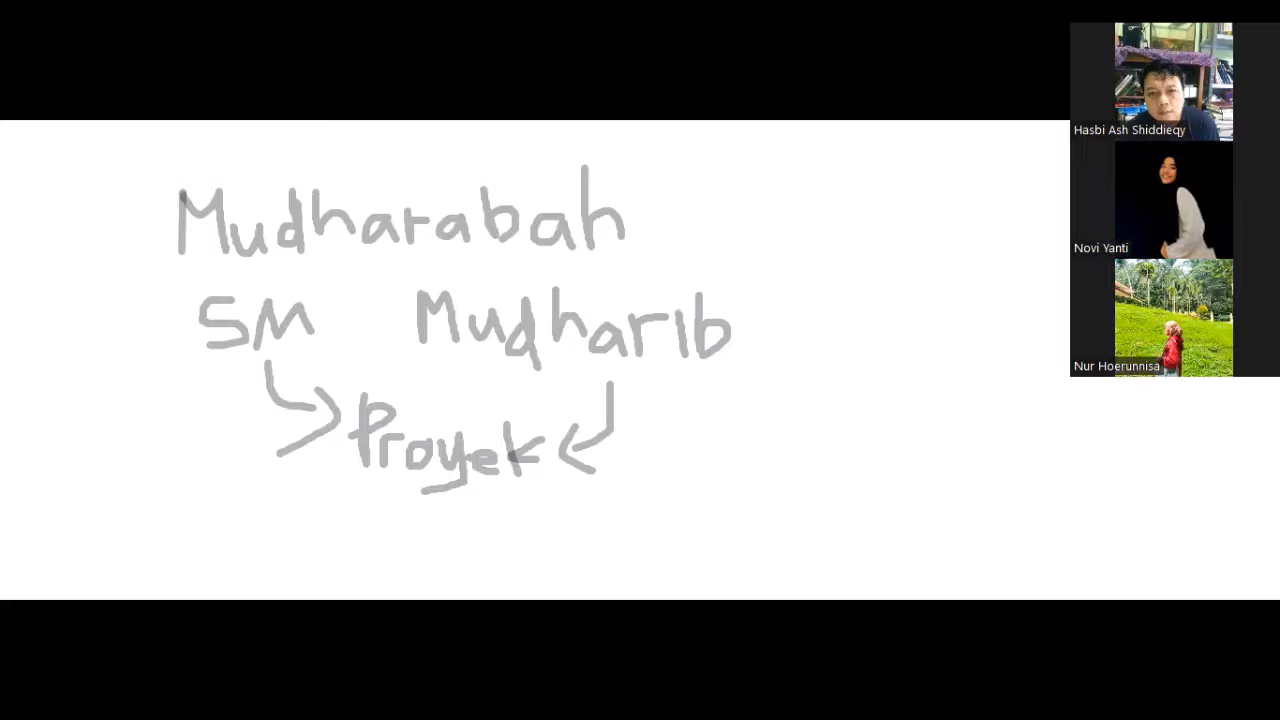 Mudharabah
SM Mudharib
Proyek
Hasbi Ash Shiddieqy
Novi Yanti
Nur Hoerunnisa